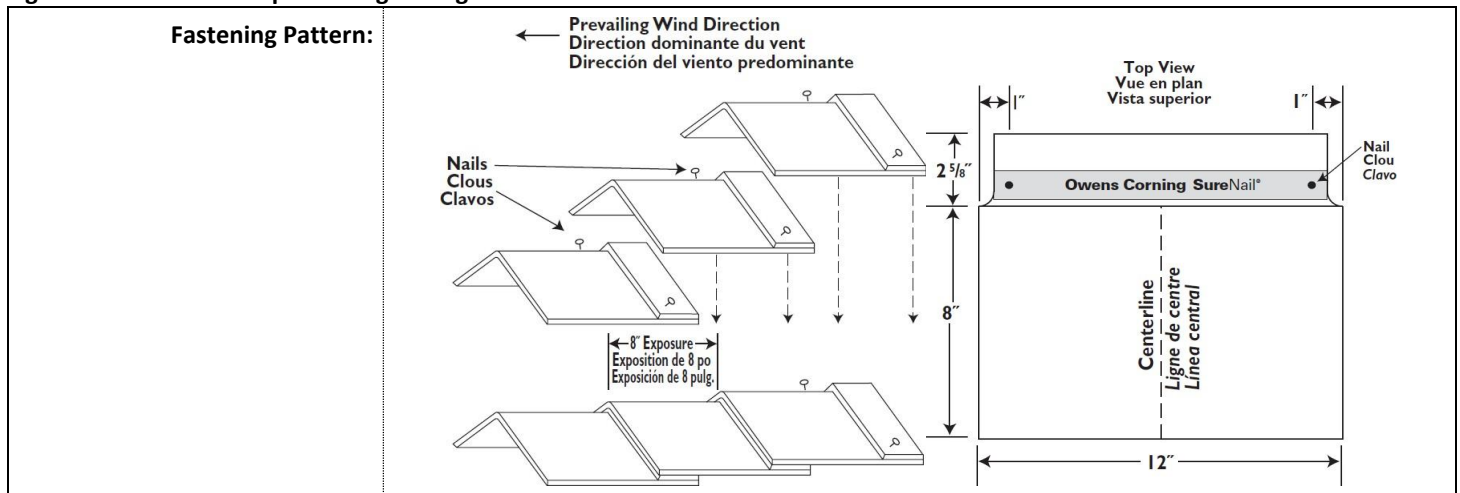 Fastening Pattern:
Prevailing Wind Direction
Direction dominante du vent
Dirección del viento predominante
Nails
Clous
Clavos
8″ Exposure
Exposition de 8 po
Exposición de 8 pulg.
Top View
Vue en plan
Vista superior
1″
1″
2 5/8″
Nail
Clou
Clavo
Owens Corning SureNail®
8″
Centerline
Ligne de centre
Línea central
12″